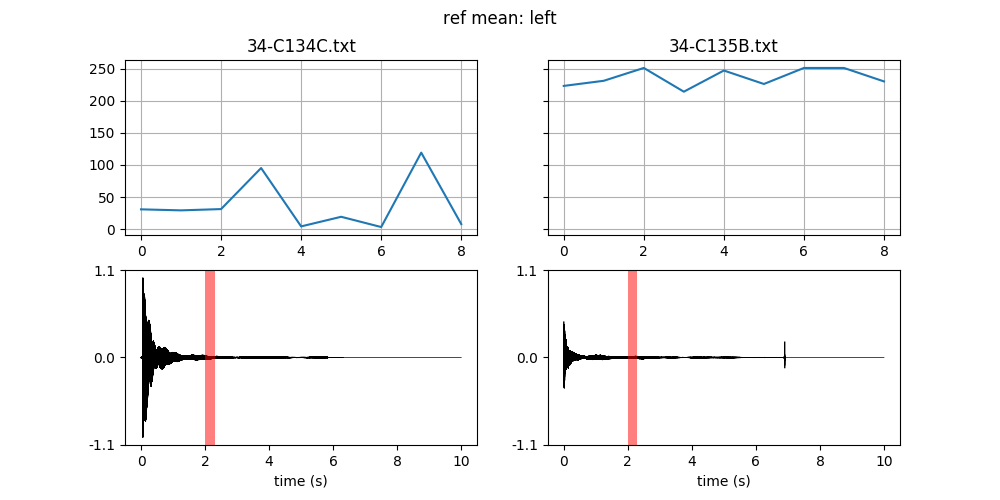 ref mean: left
34-C134C.txt 34-C135B.txt
250
200
150
100
50
0
0 2 4 6 8 0 2 4 6 8
1.1 1.1
0.0 0.0
-1.1 -1.1
0 2 4 6 8 10 0 2 4 6 8 10
time (s) time (s)